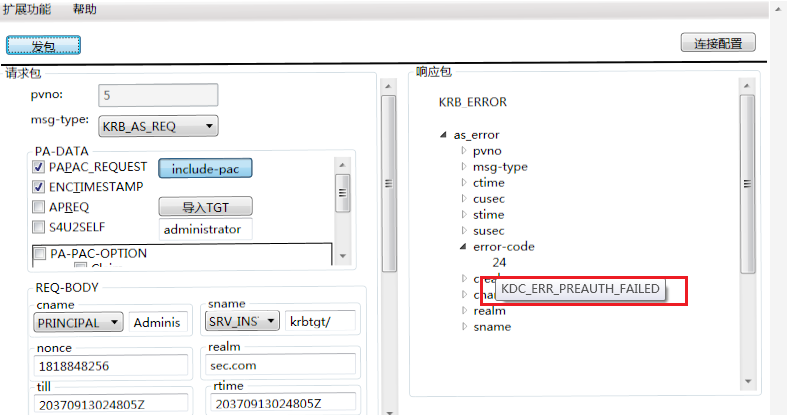 扩展功能 帮助
发包
连接配置
请求包
pvno: 5
msg-type: KRB_AS_REQ
PA-DATA
PAPAC_REQUEST include-pac
ENCTIMESTAMP
APREQ 导入TGT
S4U2SELF administrator
PA-PAC-OPTION
REQ-BODY
cname
PRINCIPAL Adminis
sname
SRV_INS krbtgt/
nonce
1818848256
realm
sec.com
till
20370913024805Z
rtime
20370913024805Z
响应包
KRB_ERROR
as_error
pvno
msg-type
ctime
cusec
stime
susec
error-code
24
KDC_ERR_PREAUTH_FAILED
realm
sname